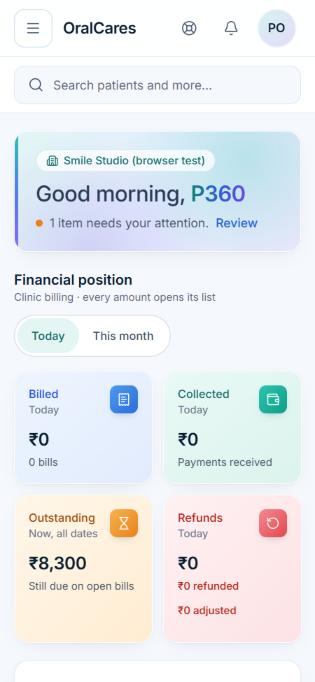 OralCares
PO
Search patients and more...
Smile Studio (browser test)
Good morning, P360
1 item needs your attention. Review
Financial position
Clinic billing · every amount opens its list
Today
This month
Billed
Today
₹0
0 bills
Collected
Today
₹0
Payments received
Outstanding
Now, all dates
₹8,300
Still due on open bills
Refunds
Today
₹0
₹0 refunded
₹0 adjusted